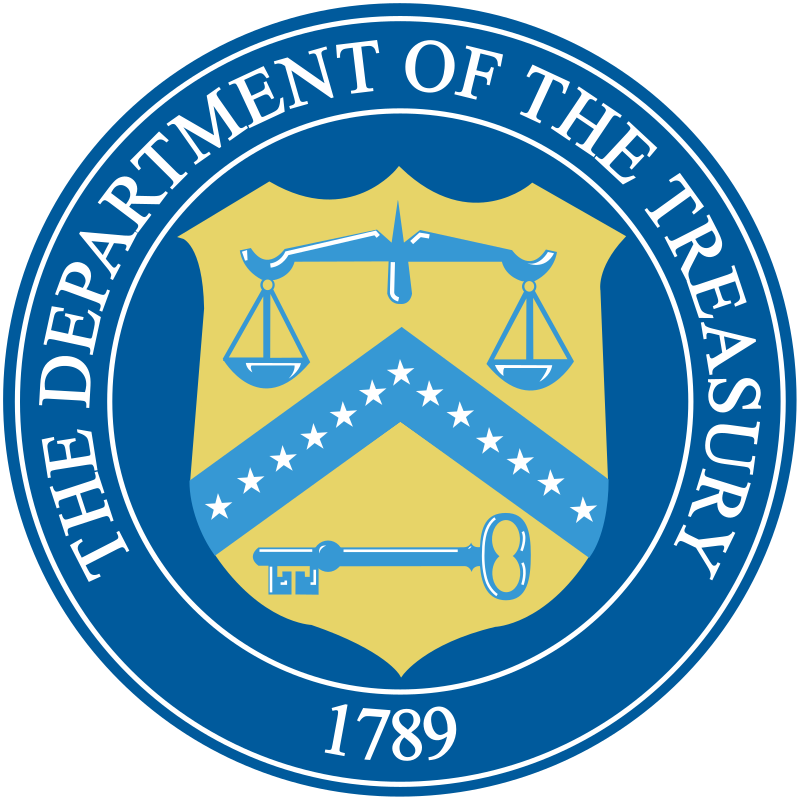 THE DEPARTMENT OF THE TREASURY
1789